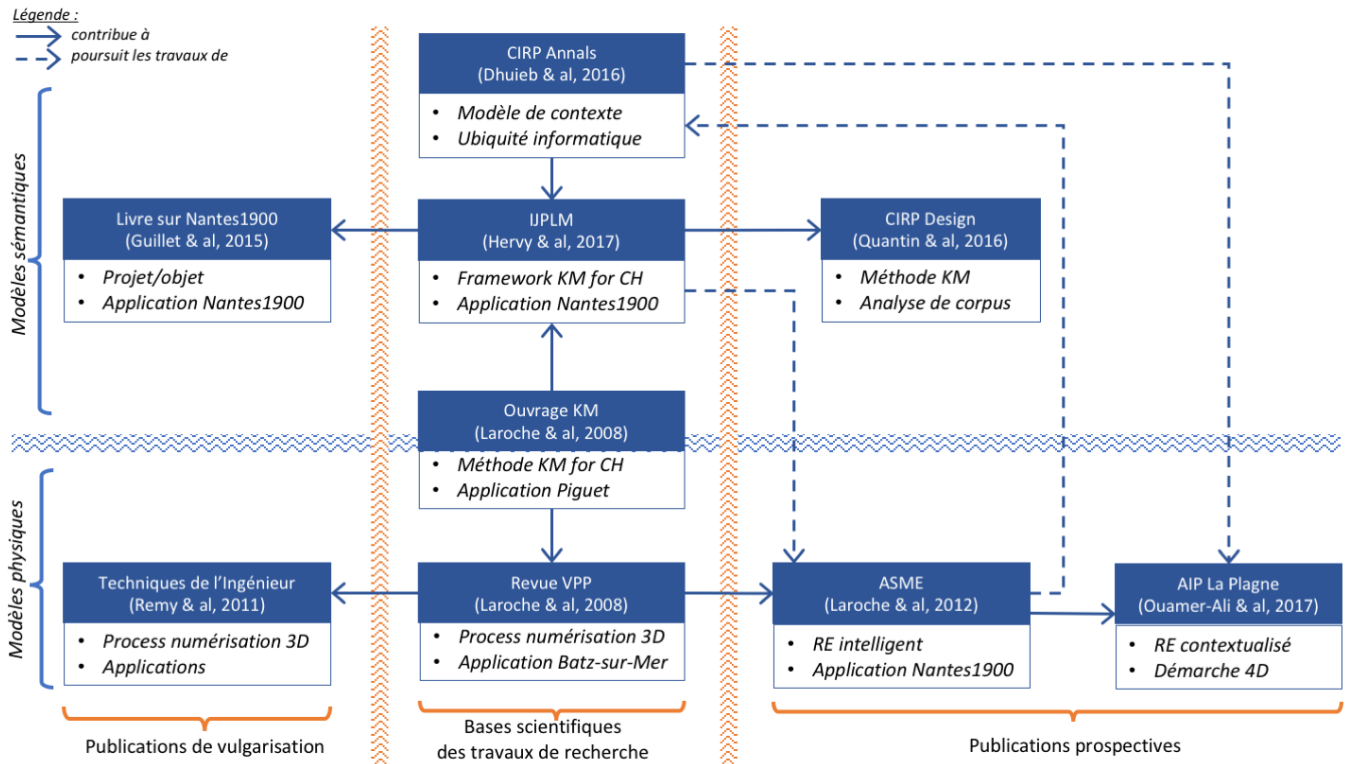 Légende :
contribue à
poursuit les travaux de
CIRP Annals
(Dhuieb & al, 2016)
• Modèle de contexte
• Ubiquité informatique
Modèles sémantiques
Livre sur Nantes1900
(Guillet & al, 2015)
• Projet/objet
• Application Nantes1900
IJPLM
(Hervy & al, 2017)
• Framework KM for CH
• Application Nantes1900
CIRP Design
(Quantin & al, 2016)
• Méthode KM
• Analyse de corpus
Ouvrage KM
(Laroche & al, 2008)
• Méthode KM for CH
• Application Piguet
Modèles physiques
Techniques de l’Ingénieur
(Remy & al, 2011)
• Process numérisation 3D
• Applications
Revue VPP
(Laroche & al, 2008)
• Process numérisation 3D
• Application Batz-sur-Mer
ASME
(Laroche & al, 2012)
• RE intelligent
• Application Nantes1900
AIP La Plagne
(Ouamer-Ali & al, 2017)
• RE contextualisé
• Démarche 4D
Publications de vulgarisation
Bases scientifiques
des travaux de recherche
Publications prospectives